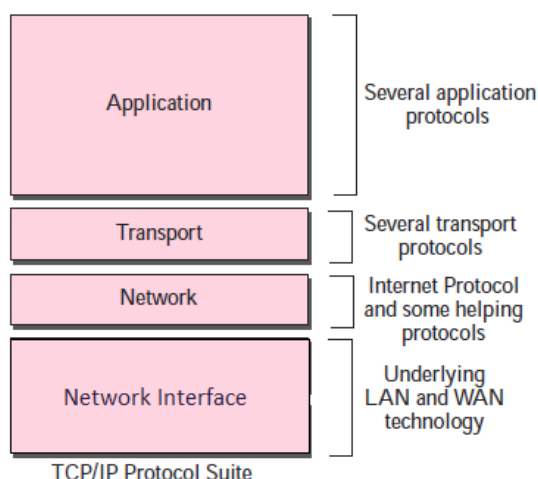 Application
Several application
protocols
Transport
Several transport
protocols
Network
Internet Protocol
and some helping
protocols
Network Interface
Underlying
LAN and WAN
technology
TCP/IP Protocol Suite